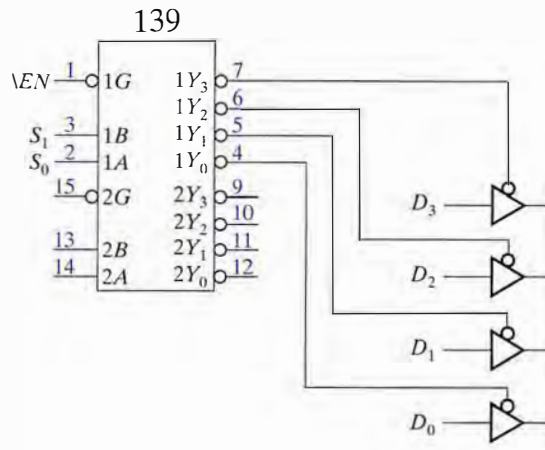 139
\EN 1 1G 1Y3 7
1Y2 6
S1 3 1B 1Y1 5
S0 2 1A 1Y0 4
15 2G 2Y3 9
2Y2 10
13 2B 2Y1 11
14 2A 2Y0 12
D3
D2
D1
D0